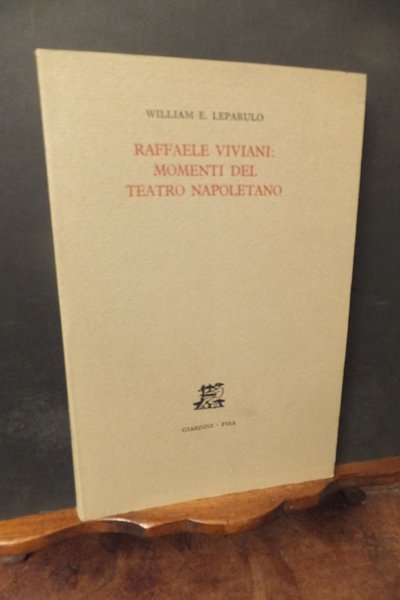 WILLIAM E. LEPARULO
RAFFAELE VIVIANI:
MOMENTI DEL
TEATRO NAPOLETANO
GIARDINI · PISA